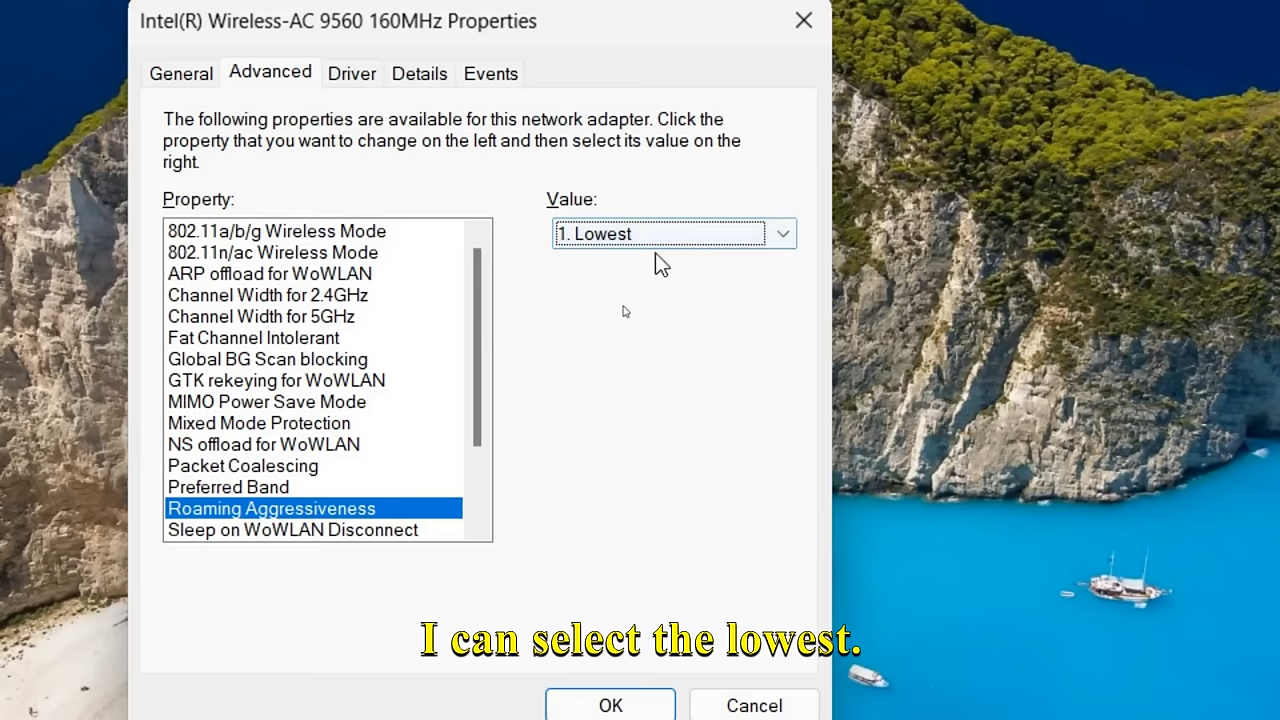 Intel(R) Wireless-AC 9560 160MHz Properties
General Advanced Driver Details Events
The following properties are available for this network adapter. Click the
property that you want to change on the left and then select its value on the
right.
Property:
802.11a/b/g Wireless Mode
802.11n/ac Wireless Mode
ARP offload for WoWLAN
Channel Width for 2.4GHz
Channel Width for 5GHz
Fat Channel Intolerant
Global BG Scan blocking
GTK rekeying for WoWLAN
MIMO Power Save Mode
Mixed Mode Protection
NS offload for WoWLAN
Packet Coalescing
Preferred Band
Roaming Aggressiveness
Sleep on WoWLAN Disconnect
Value:
1. Lowest
I can select the lowest.
OK Cancel